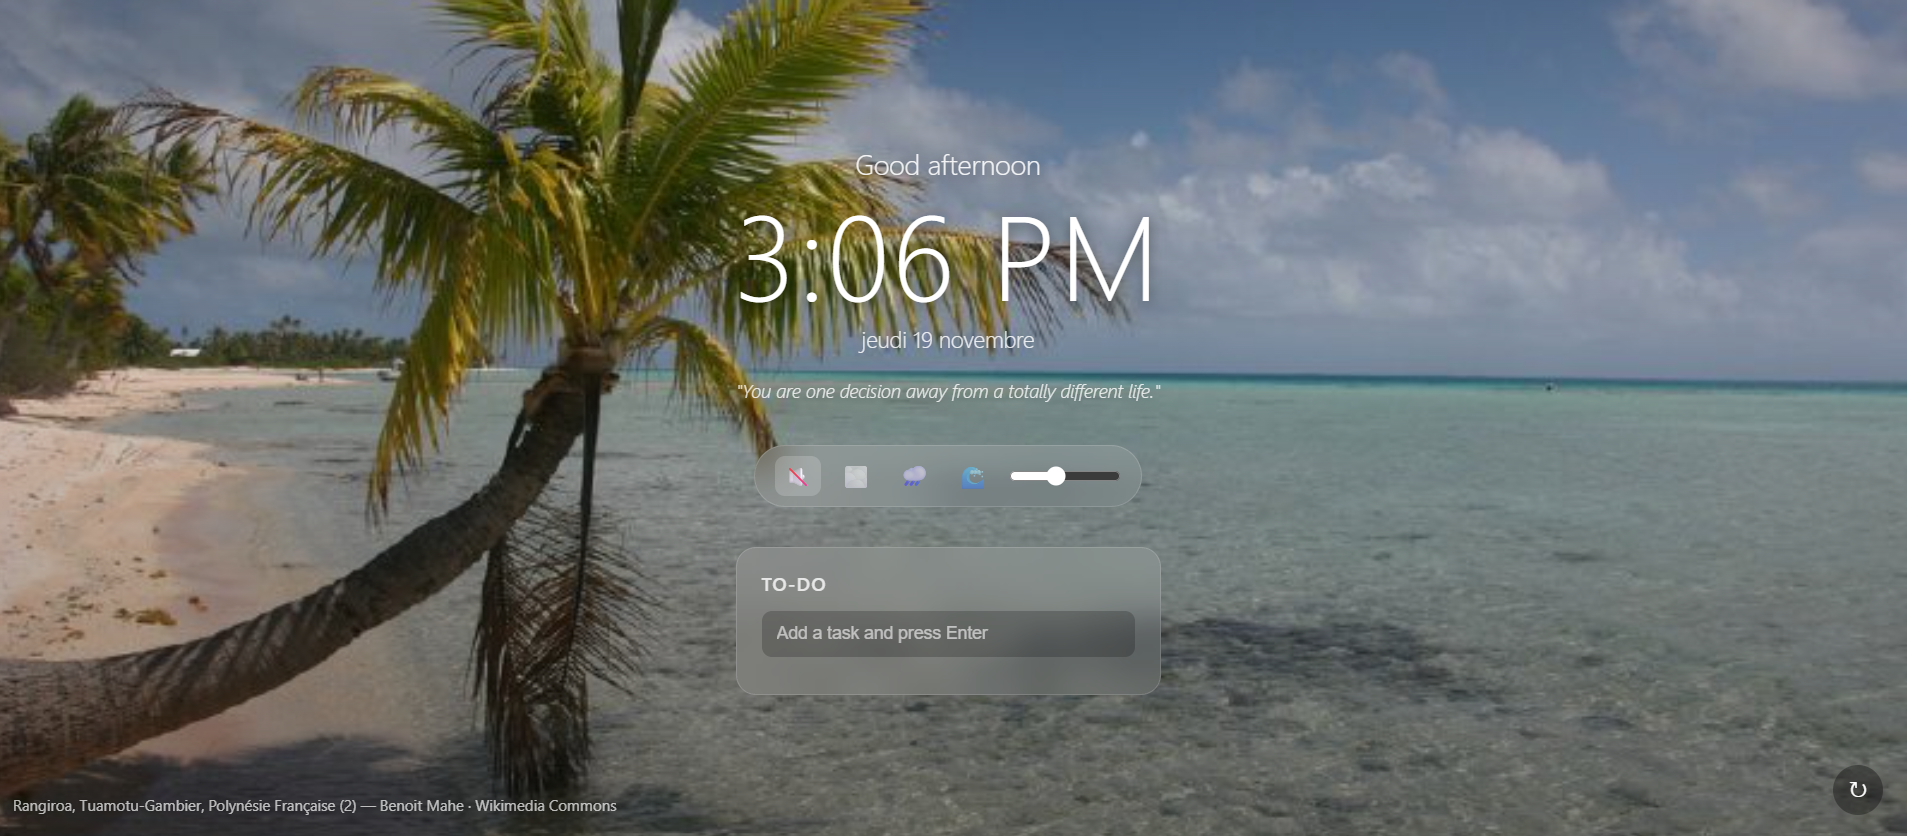 Good afternoon
3:06 PM
jeudi 19 novembre
"You are one decision away from a totally different life."
TO-DO
Add a task and press Enter
Rangiroa, Tuamotu-Gambier, Polynésie Française (2) — Benoit Mahe · Wikimedia Commons